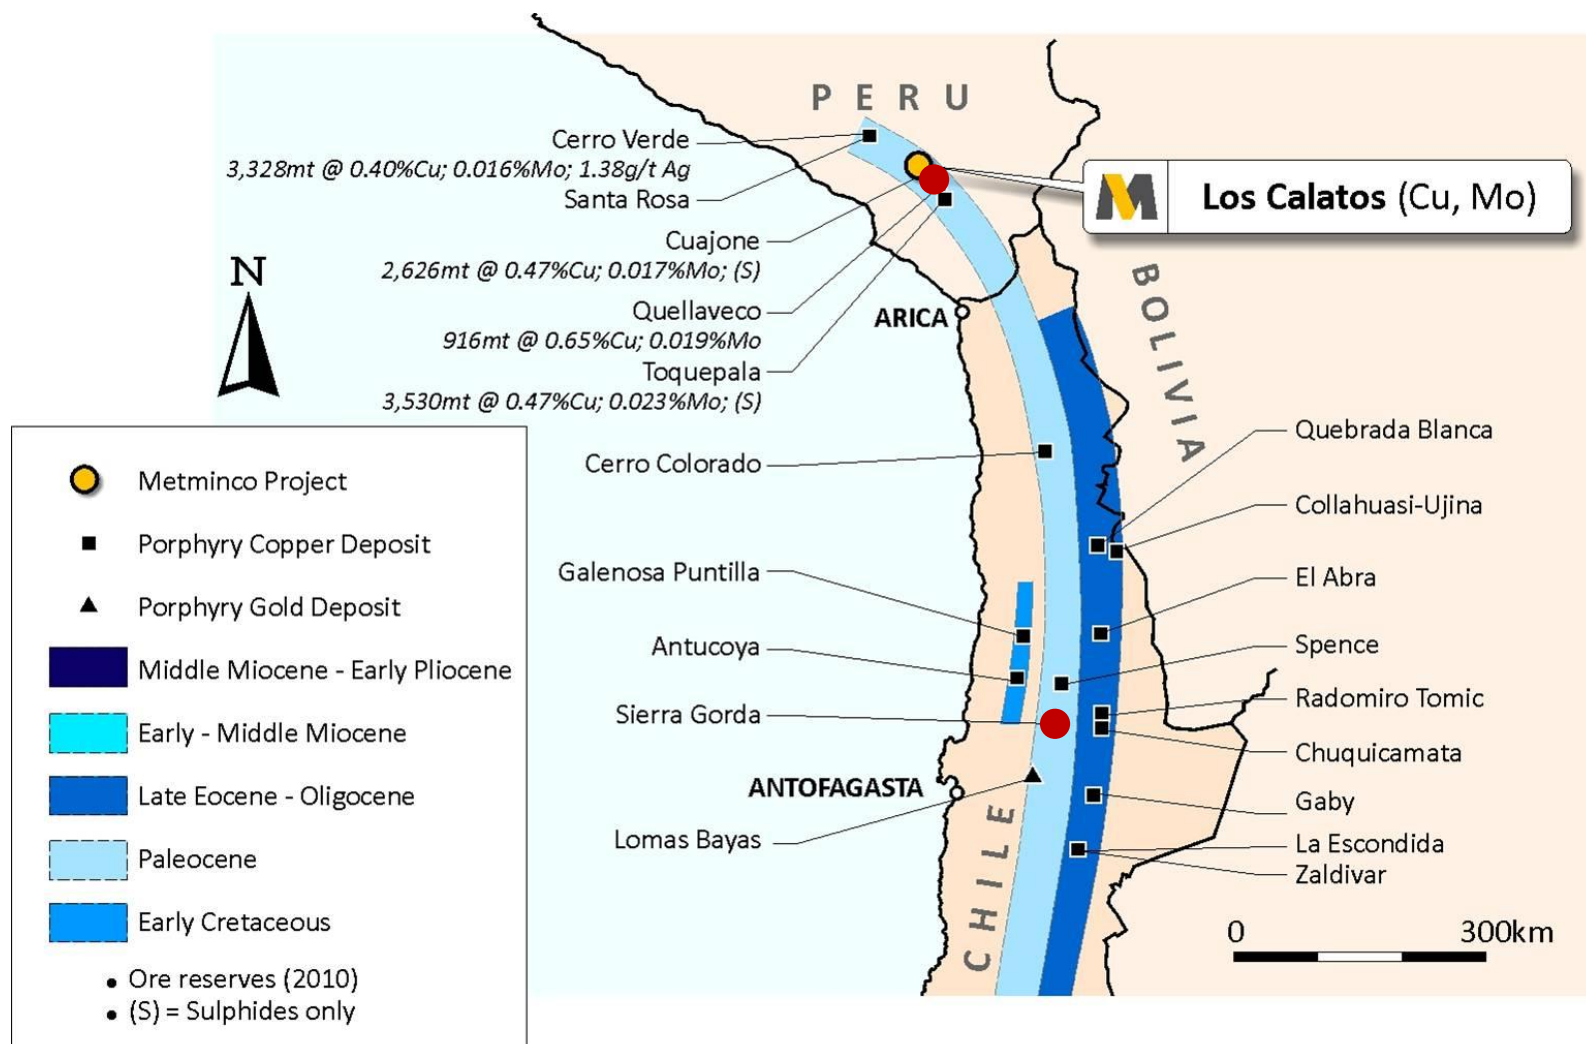 PERU
Cerro Verde
3,328mt @ 0.40%Cu; 0.016%Mo; 1.38g/t Ag
Santa Rosa
Cuajone
2,626mt @ 0.47%Cu; 0.017%Mo; (S)
Quellaveco
916mt @ 0.65%Cu; 0.019%Mo
Toquepala
3,530mt @ 0.47%Cu; 0.023%Mo; (S)
Los Calatos (Cu, Mo)
BOLIVIA
N
ARICA
Cerro Colorado
Galenosa Puntilla
Antucoya
Sierra Gorda
ANTOFAGASTA
Lomas Bayas
CHILE
Quebrada Blanca
Collahuasi-Ujina
El Abra
Spence
Radomiro Tomic
Chuquicamata
Gaby
La Escondida
Zaldivar
0 300km
Metminco Project
Porphyry Copper Deposit
Porphyry Gold Deposit
Middle Miocene - Early Pliocene
Early - Middle Miocene
Late Eocene - Oligocene
Paleocene
Early Cretaceous
• Ore reserves (2010)
• (S) = Sulphides only